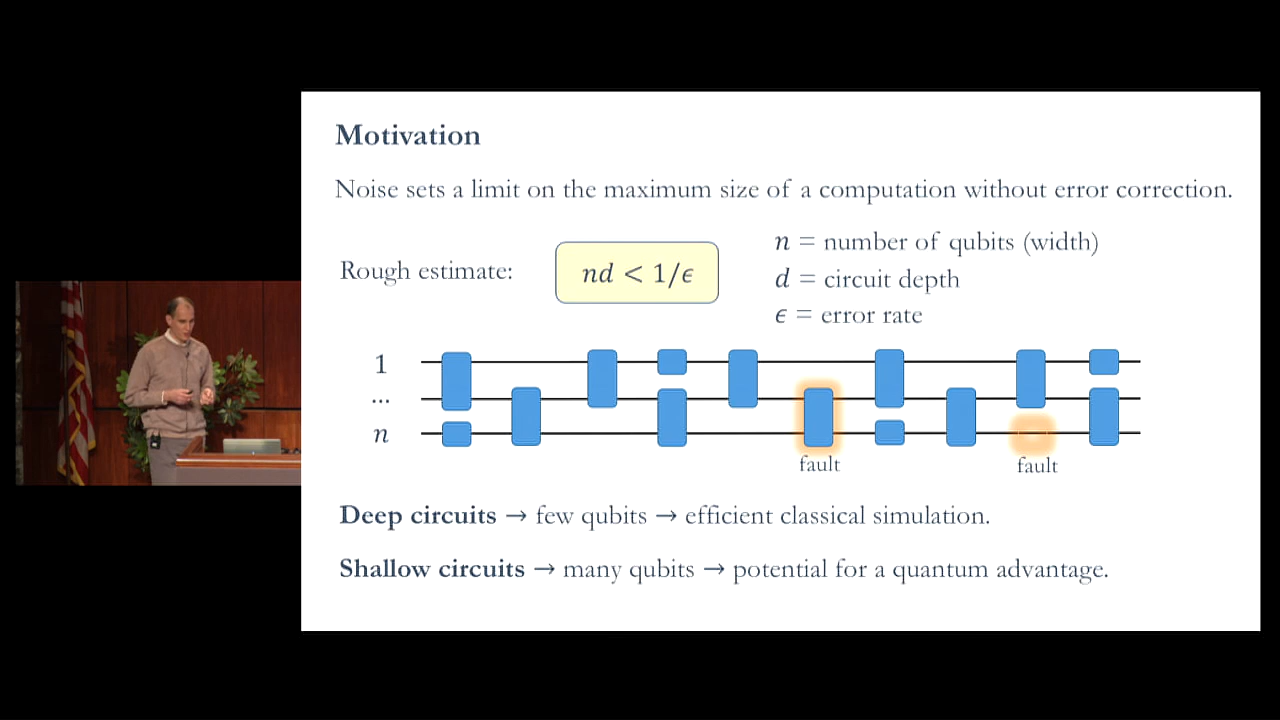 Motivation
Noise sets a limit on the maximum size of a computation without error correction.
Rough estimate:
nd < 1/ϵ
n = number of qubits (width)
d = circuit depth
ϵ = error rate
1
...
n
fault
fault
Deep circuits → few qubits → efficient classical simulation.
Shallow circuits → many qubits → potential for a quantum advantage.